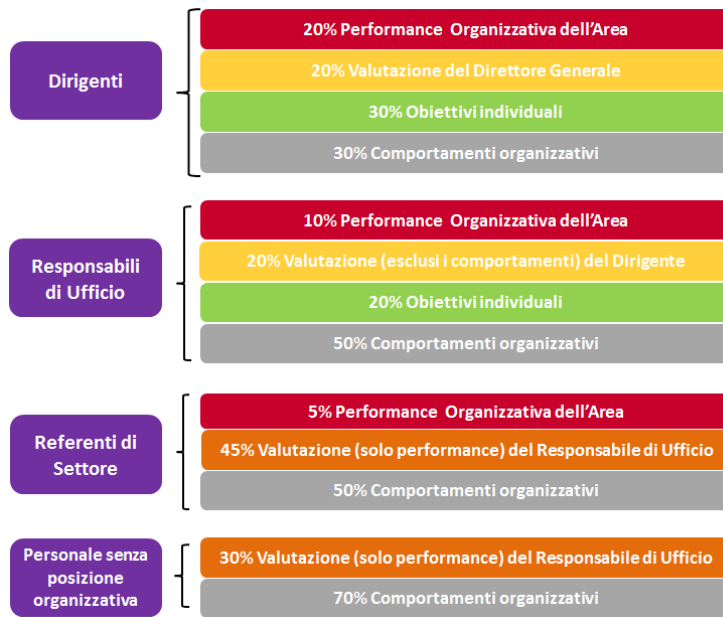 Dirigenti
20% Performance Organizzativa dell'Area
20% Valutazione del Direttore Generale
30% Obiettivi individuali
30% Comportamenti organizzativi
Responsabili
di Ufficio
10% Performance Organizzativa dell'Area
20% Valutazione (esclusi i comportamenti) del Dirigente
20% Obiettivi individuali
50% Comportamenti organizzativi
Referenti di
Settore
5% Performance Organizzativa dell'Area
45% Valutazione (solo performance) del Responsabile di Ufficio
50% Comportamenti organizzativi
Personale senza
posizione
organizzativa
30% Valutazione (solo performance) del Responsabile di Ufficio
70% Comportamenti organizzativi